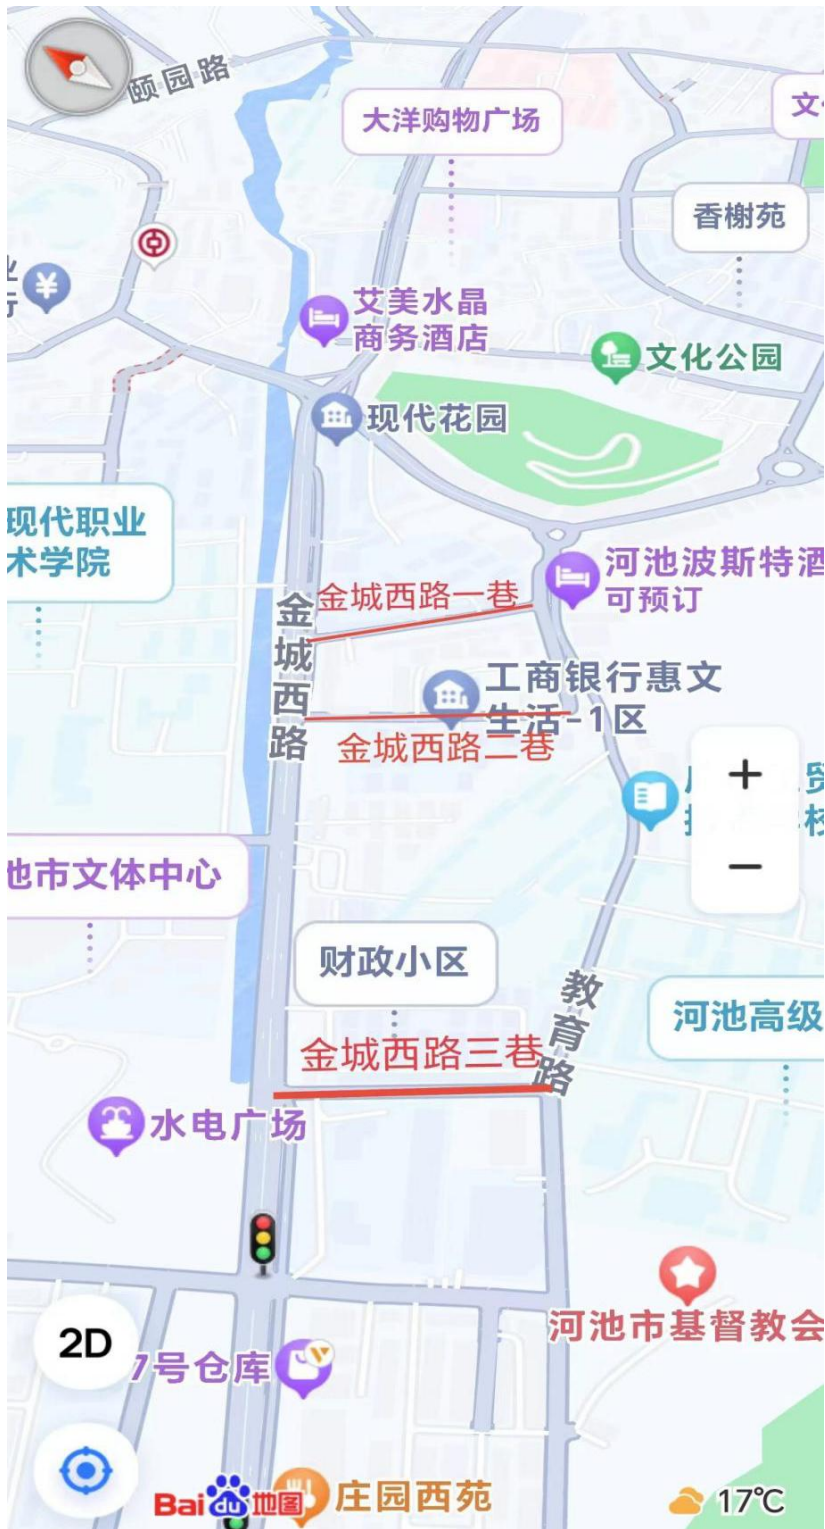 颐园路
大洋购物广场
文
香榭苑
行
艾美水晶
商务酒店
文化公园
现代花园
现代职业
术学院
河池波斯特酒
可预订
金城西路一巷
金城西路
工商银行惠文
生活-1区
金城西路二巷
贸
校
+
−
也市文体中心
财政小区
教育路
河池高级
金城西路三巷
水电广场
2D
7号仓库
河池市基督教会
Bai du 地图
庄园西苑
17℃